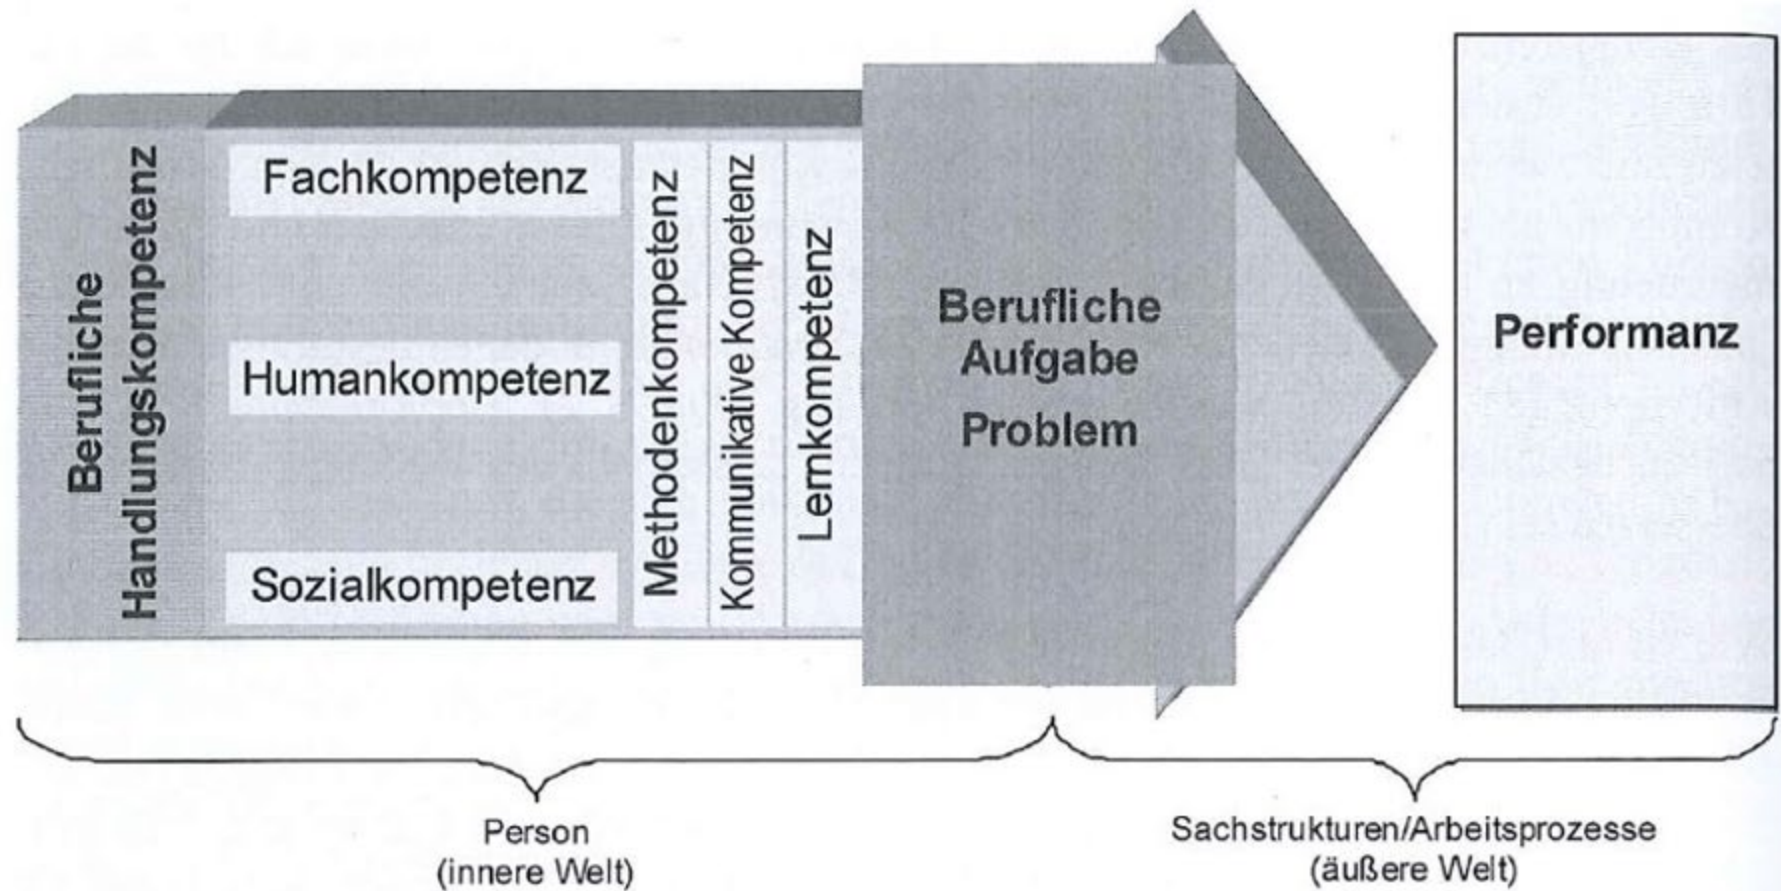 Berufliche
Handlungskompetenz
Fachkompetenz
Humankompetenz
Sozialkompetenz
Methodenkompetenz
Kommunikative Kompetenz
Lernkompetenz
Berufliche
Aufgabe
Problem
Performanz
Person
(innere Welt)
Sachstrukturen/Arbeitsprozesse
(äußere Welt)